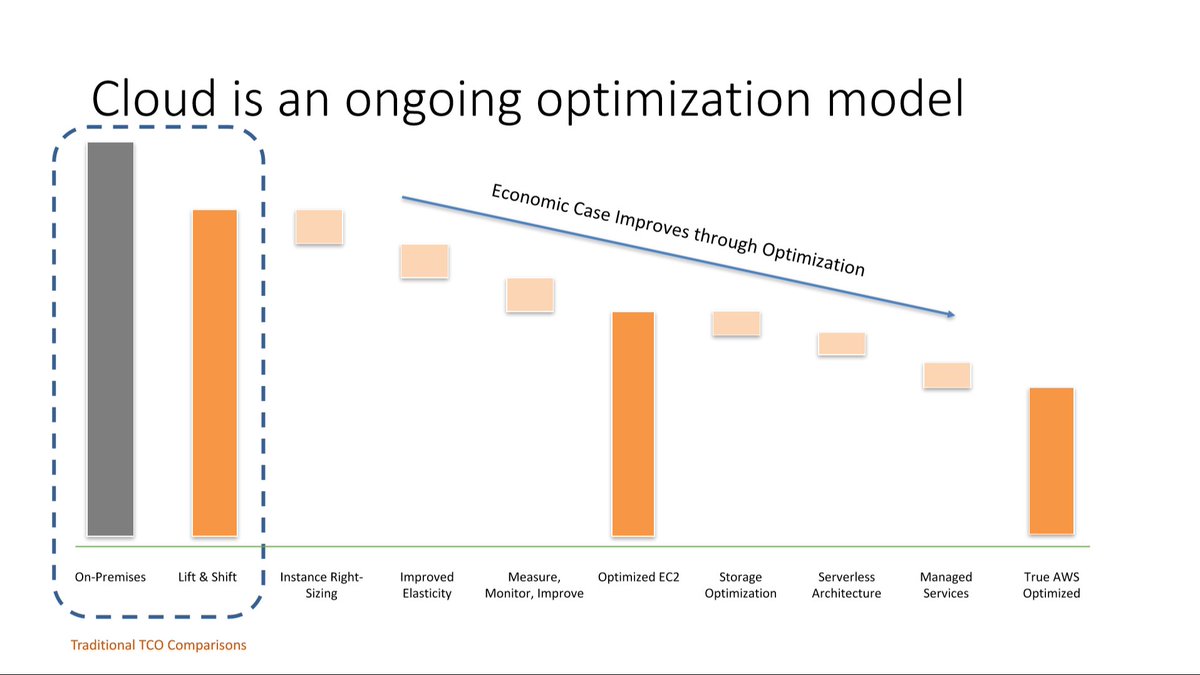 Cloud is an ongoing optimization model
Economic Case Improves through Optimization
On-Premises
Lift & Shift
Instance Right-
Sizing
Improved
Elasticity
Measure,
Monitor, Improve
Optimized EC2
Storage
Optimization
Serverless
Architecture
Managed
Services
True AWS
Optimized
Traditional TCO Comparisons